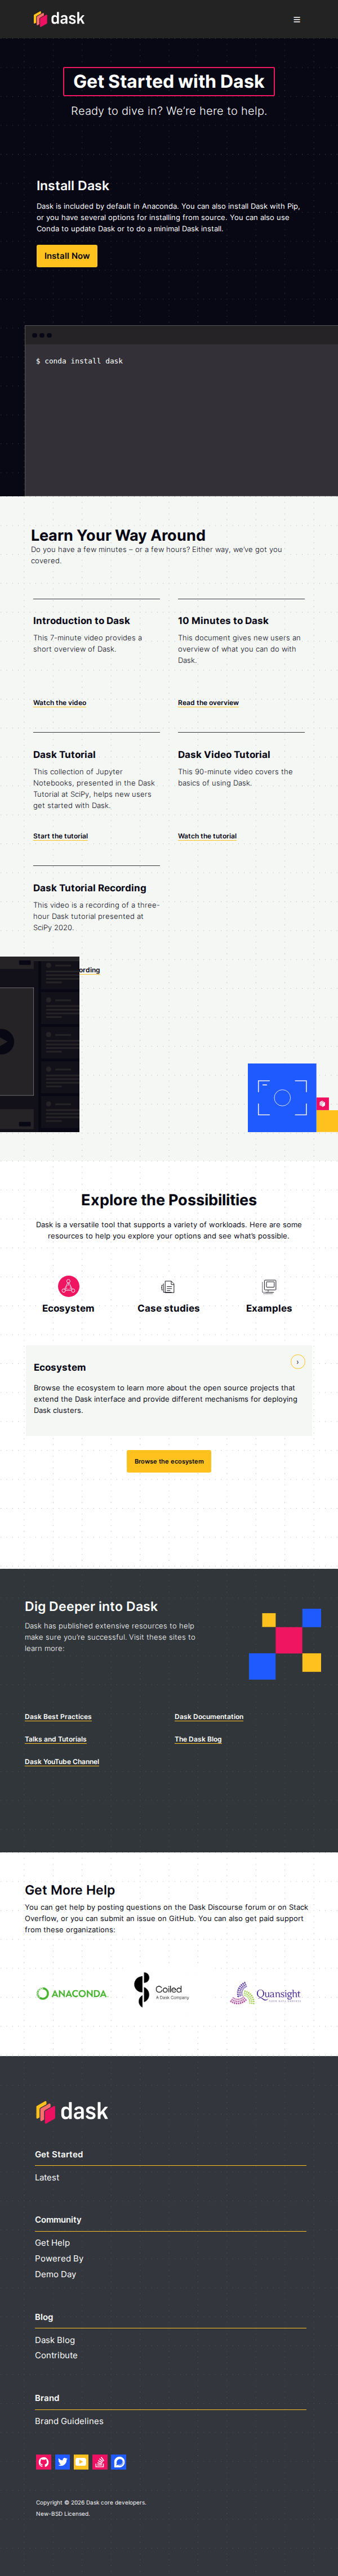 dask
Get Started with Dask
Ready to dive in? We're here to help.
Install Dask
Dask is included by default in Anaconda. You can also install Dask with Pip,
or you have several options for installing from source. You can also use
Conda to update Dask or to do a minimal Dask install.
Install Now
$ conda install dask
Learn Your Way Around
Do you have a few minutes – or a few hours? Either way, we've got you
covered.
Introduction to Dask
This 7-minute video provides a
short overview of Dask.
Watch the video
10 Minutes to Dask
This document gives new users an
overview of what you can do with
Dask.
Read the overview
Dask Tutorial
This collection of Jupyter
Notebooks, presented in the Dask
Tutorial at SciPy, helps new users
get started with Dask.
Start the tutorial
Dask Video Tutorial
This 90-minute video covers the
basics of using Dask.
Watch the tutorial
Dask Tutorial Recording
This video is a recording of a three-
hour Dask tutorial presented at
SciPy 2020.
ording
Explore the Possibilities
Dask is a versatile tool that supports a variety of workloads. Here are some
resources to help you explore your options and see what's possible.
Ecosystem
Case studies
Examples
Ecosystem
Browse the ecosystem to learn more about the open source projects that
extend the Dask interface and provide different mechanisms for deploying
Dask clusters.
Browse the ecosystem
Dig Deeper into Dask
Dask has published extensive resources to help
make sure you're successful. Visit these sites to
learn more:
Dask Best Practices
Dask Documentation
Talks and Tutorials
The Dask Blog
Dask YouTube Channel
Get More Help
You can get help by posting questions on the Dask Discourse forum or on Stack
Overflow, or you can submit an issue on GitHub. You can also get paid support
from these organizations:
ANACONDA.
Coiled
A Dask Company
Quansight
dask
Get Started
Latest
Community
Get Help
Powered By
Demo Day
Blog
Dask Blog
Contribute
Brand
Brand Guidelines
Copyright © 2026 Dask core developers.
New-BSD Licensed.